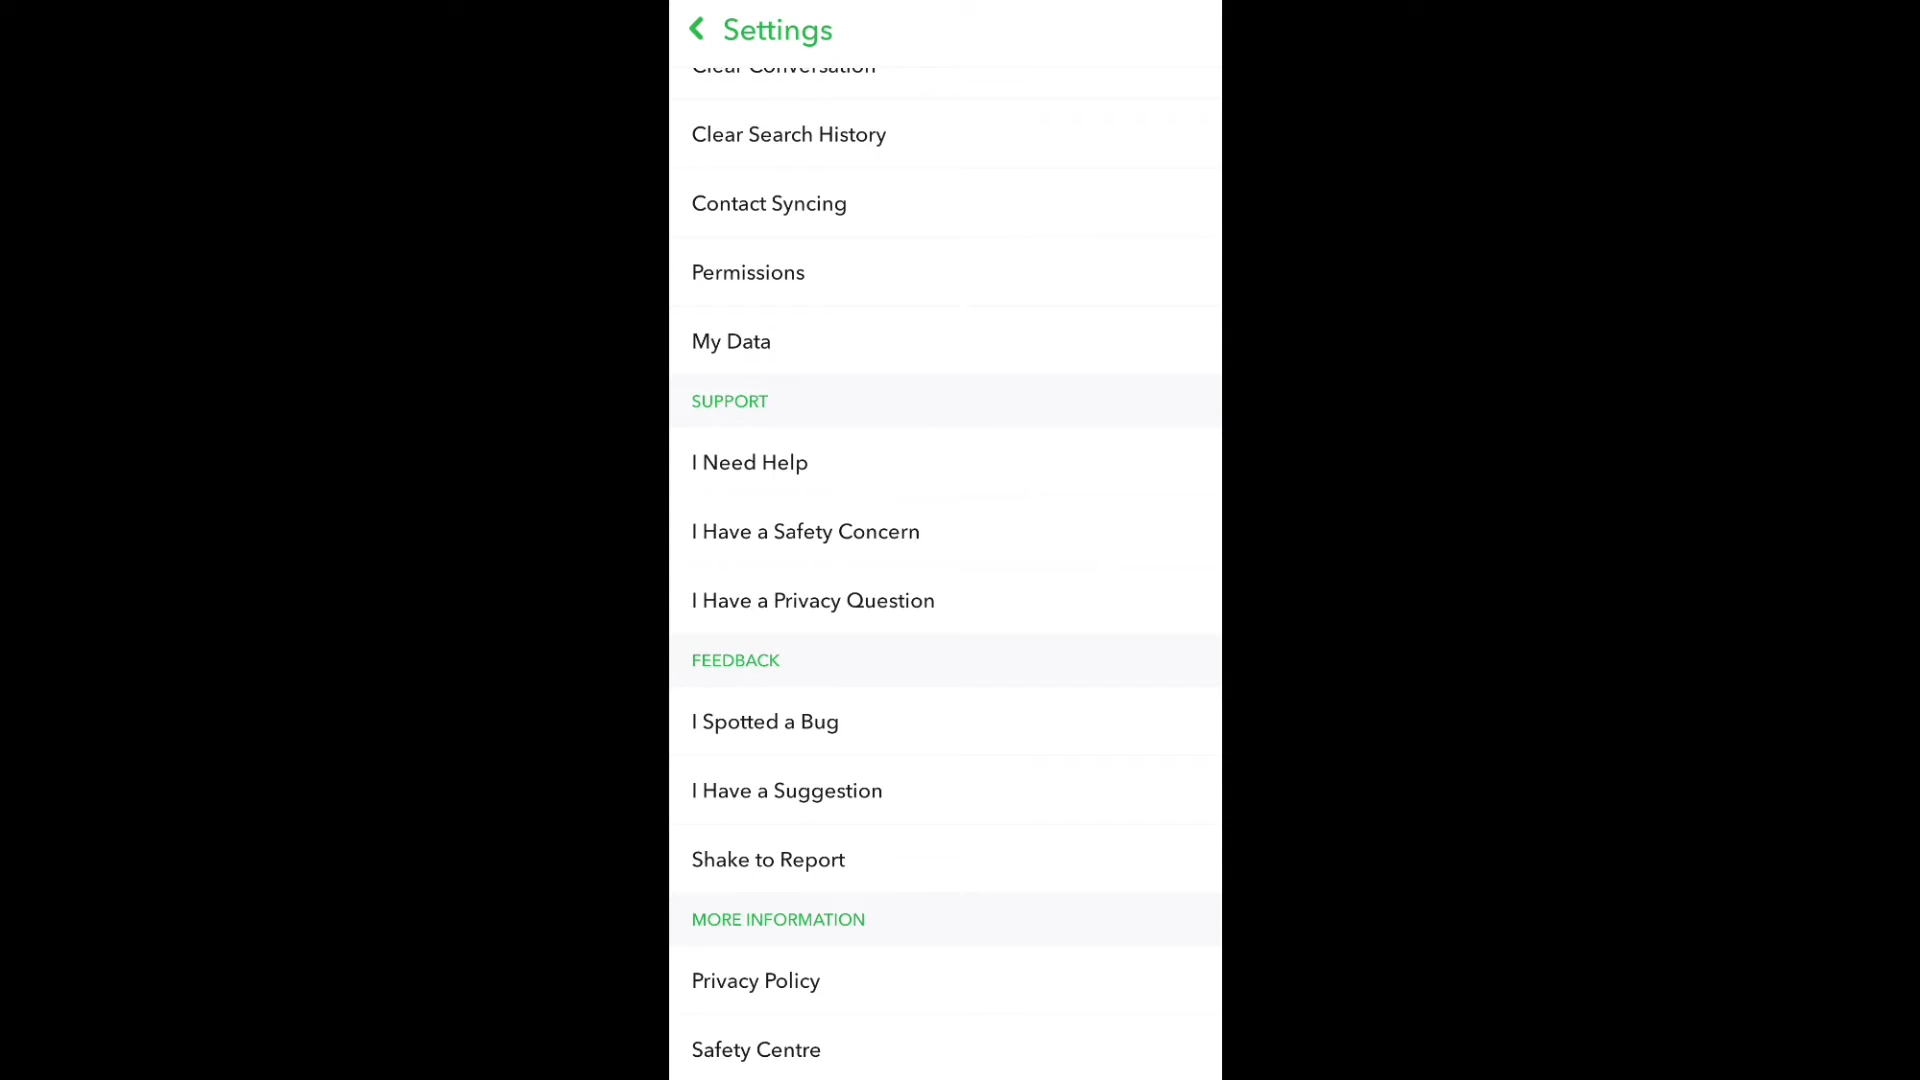 Settings
Clear Conversation
Clear Search History
Contact Syncing
Permissions
My Data
SUPPORT
I Need Help
I Have a Safety Concern
I Have a Privacy Question
FEEDBACK
I Spotted a Bug
I Have a Suggestion
Shake to Report
MORE INFORMATION
Privacy Policy
Safety Centre